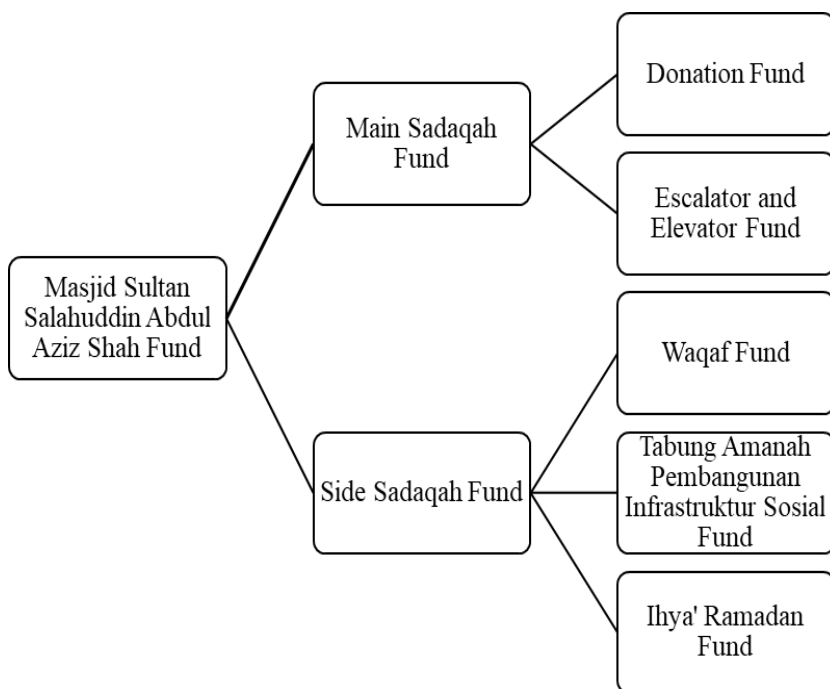 Masjid Sultan
Salahuddin Abdul
Aziz Shah Fund
Main Sadaqah
Fund
Donation Fund
Escalator and
Elevator Fund
Side Sadaqah Fund
Waqaf Fund
Tabung Amanah
Pembangunan
Infrastruktur Sosial
Fund
Ihya' Ramadan
Fund